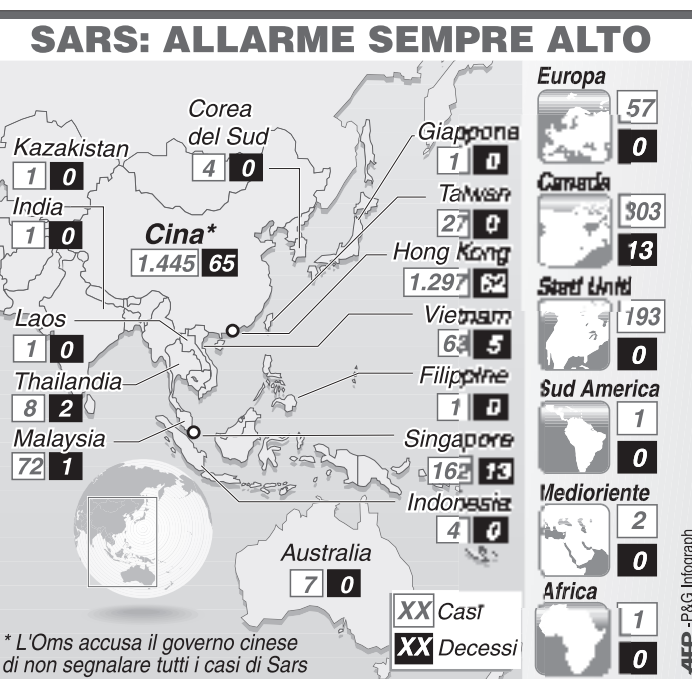 SARS: ALLARME SEMPRE ALTO
Kazakistan
1 0
India
1 0
Corea
del Sud
4 0
Cina*
1.445 65
Laos
1 0
Thailandia
8 2
Malaysia
72 1
Giappone
1 0
Taiwan
27 0
Hong Kong
1.297
Vietnam
5
Filippine
1 0
Singapore
162 13
Indonesia
4 0
Australia
7 0
XX Casi
XX Decessi
Europa
57
0
Canada
303
13
Stati Uniti
193
0
Sud America
1
0
Medioriente
2
0
Africa
1
0
* L'Oms accusa il governo cinese
di non segnalare tutti i casi di Sars
AFP -P&G Infograph